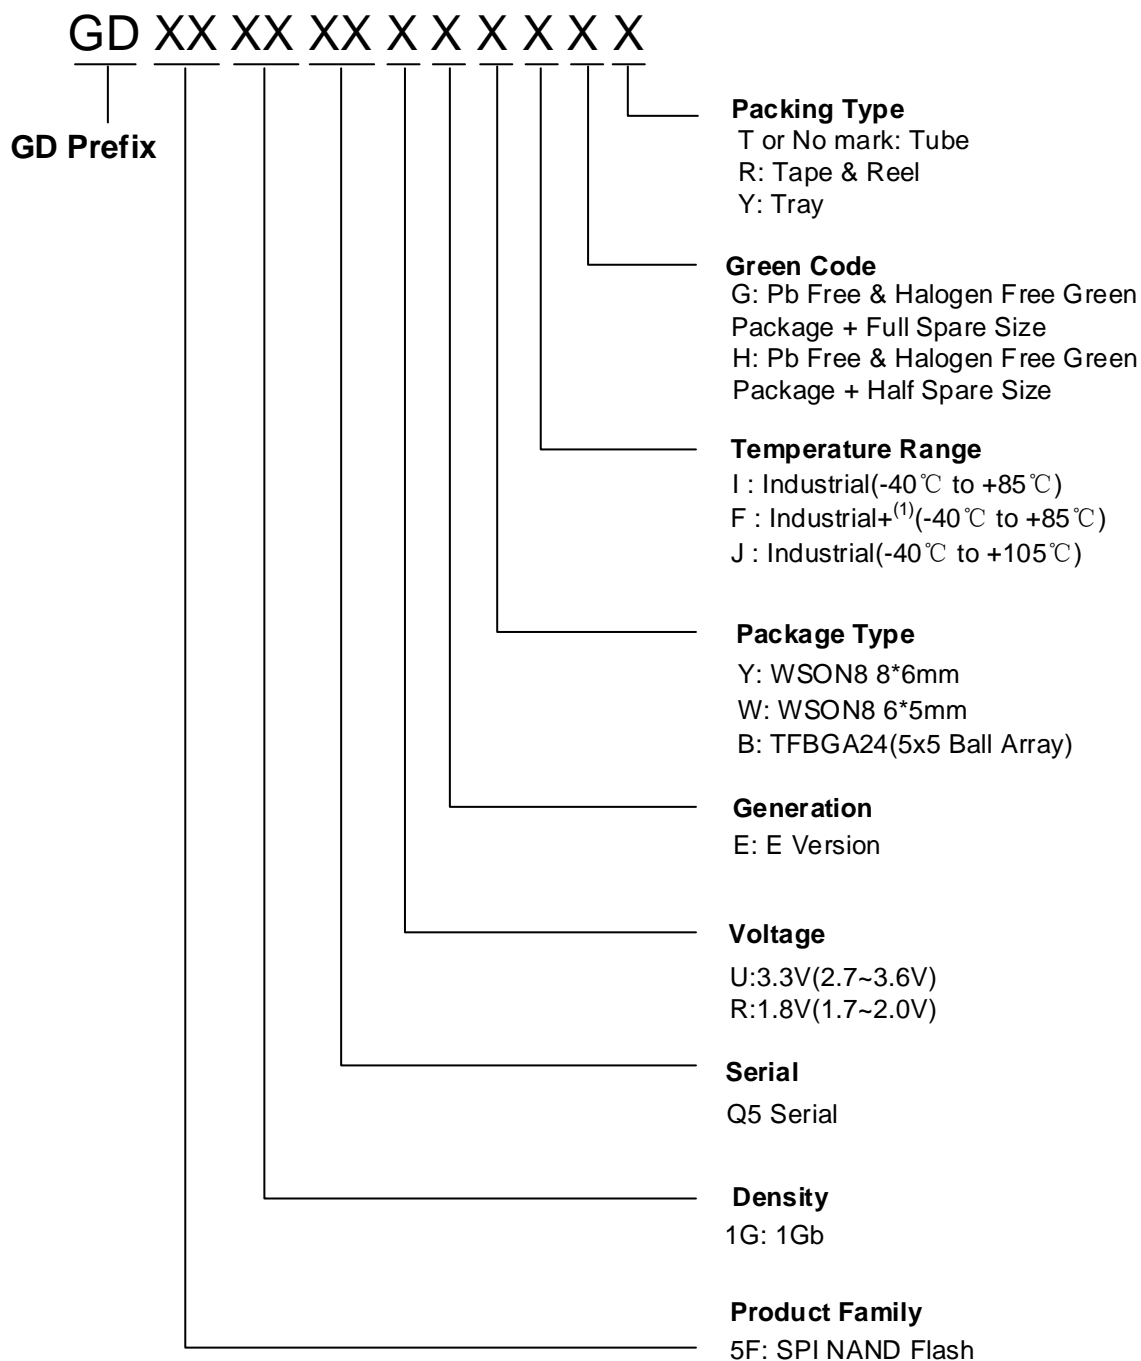 GD XX XX XX X X X X X X
GD Prefix
Packing Type
T or No mark: Tube
R: Tape & Reel
Y: Tray
Green Code
G: Pb Free & Halogen Free Green
Package + Full Spare Size
H: Pb Free & Halogen Free Green
Package + Half Spare Size
Temperature Range
I : Industrial(-40℃ to +85℃)
F : Industrial+(1)(-40℃ to +85℃)
J : Industrial(-40℃ to +105℃)
Package Type
Y: WSON8 8*6mm
W: WSON8 6*5mm
B: TFBGA24(5x5 Ball Array)
Generation
E: E Version
Voltage
U:3.3V(2.7~3.6V)
R:1.8V(1.7~2.0V)
Serial
Q5 Serial
Density
1G: 1Gb
Product Family
5F: SPI NAND Flash